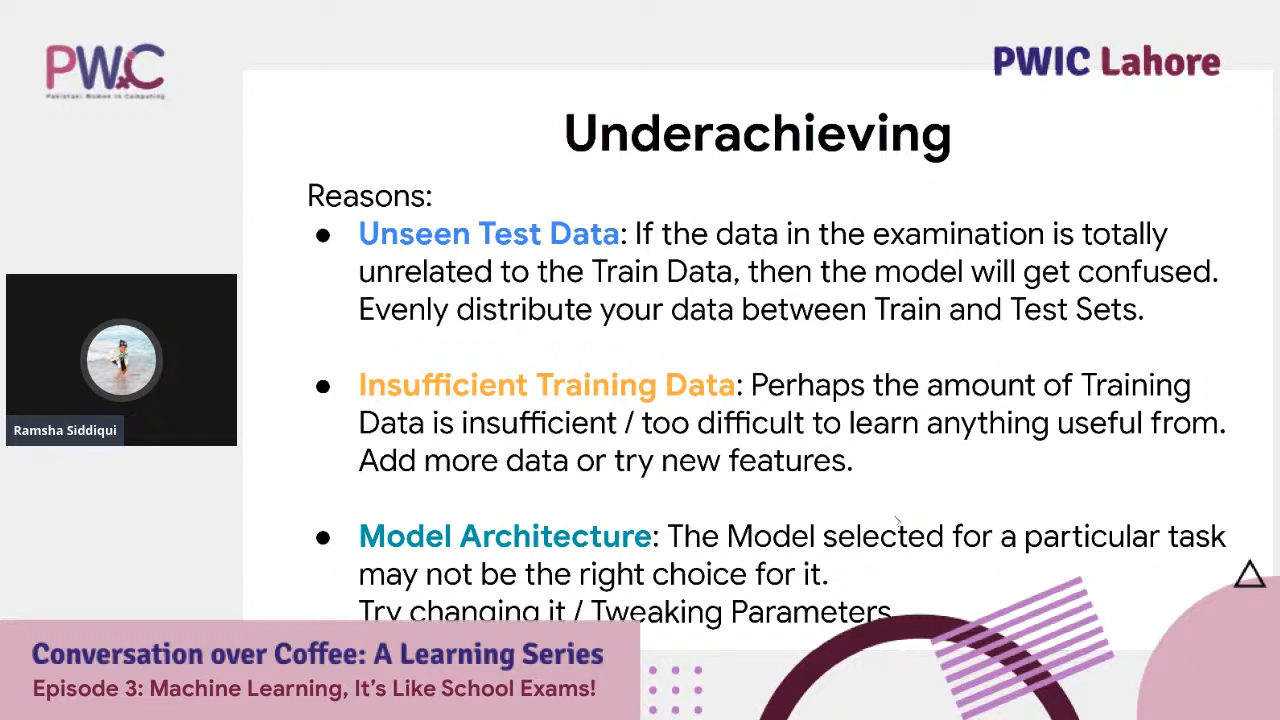 PWiC
Pakistani Women in Computing
PWIC Lahore
Underachieving
Reasons:
● Unseen Test Data: If the data in the examination is totally
unrelated to the Train Data, then the model will get confused.
Evenly distribute your data between Train and Test Sets.
● Insufficient Training Data: Perhaps the amount of Training
Data is insufficient / too difficult to learn anything useful from.
Add more data or try new features.
● Model Architecture: The Model selected for a particular task
may not be the right choice for it.
Try changing it / Tweaking Parameters
Ramsha Siddiqui
Conversation over Coffee: A Learning Series
Episode 3: Machine Learning, It's Like School Exams!